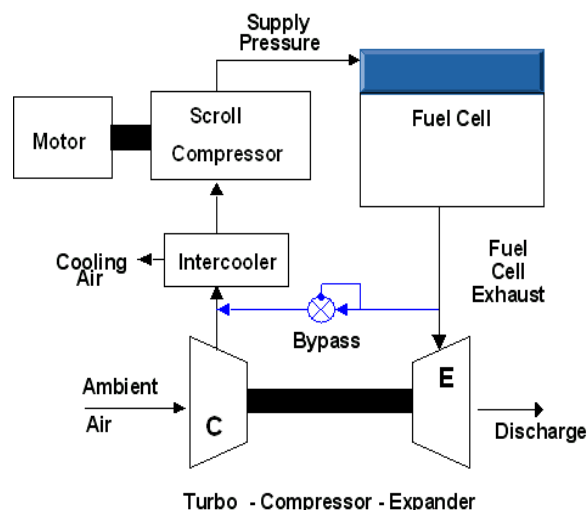 Supply
Pressure
Motor
Scroll
Compressor
Fuel Cell
Cooling
Air
Intercooler
Fuel
Cell
Exhaust
Bypass
Ambient
Air
C
E
Discharge
Turbo - Compressor - Expander